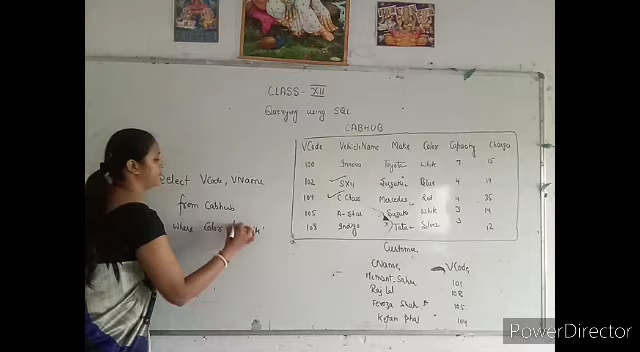 CLASS - XII
Querying using SQL
CABHUB
VCode VehicleName Make Color Capacity Charges
100 Innova Toyota White 7 15
102 SX4 Suzuki Blue 4 14
104 C Class Mercedes Red 4 35
105 A-Star Suzuki White 3 14
108 Indigo Tata Silver 3 12
Select VCode, VName
from Cabhub
where Color
Customer
CName VCode
Hemant Sahu 101
Raj Lal 108
Feroza Shah 105
Ketan Dhal 104
PowerDirector